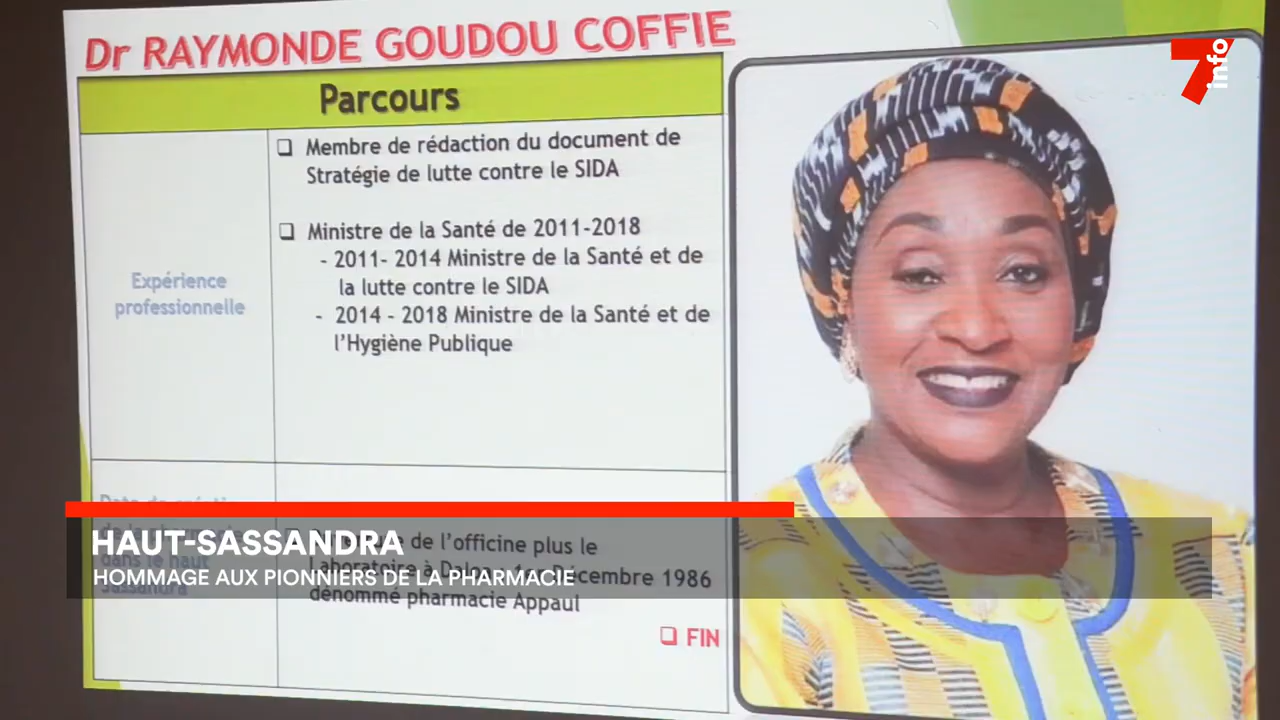 Dr RAYMONDE GOUDOU COFFIE
7
info
Parcours
Expérience
professionnelle
❑ Membre de rédaction du document de
Stratégie de lutte contre le SIDA
❑ Ministre de la Santé de 2011-2018
- 2011- 2014 Ministre de la Santé et de
la lutte contre le SIDA
- 2014 - 2018 Ministre de la Santé et de
l'Hygiène Publique
de l'officine plus le
Laboratoire à 1er Décembre 1986
dénommé pharmacie Appaul
❑ FIN
HAUT-SASSANDRA
HOMMAGE AUX PIONNIERS DE LA PHARMACIE